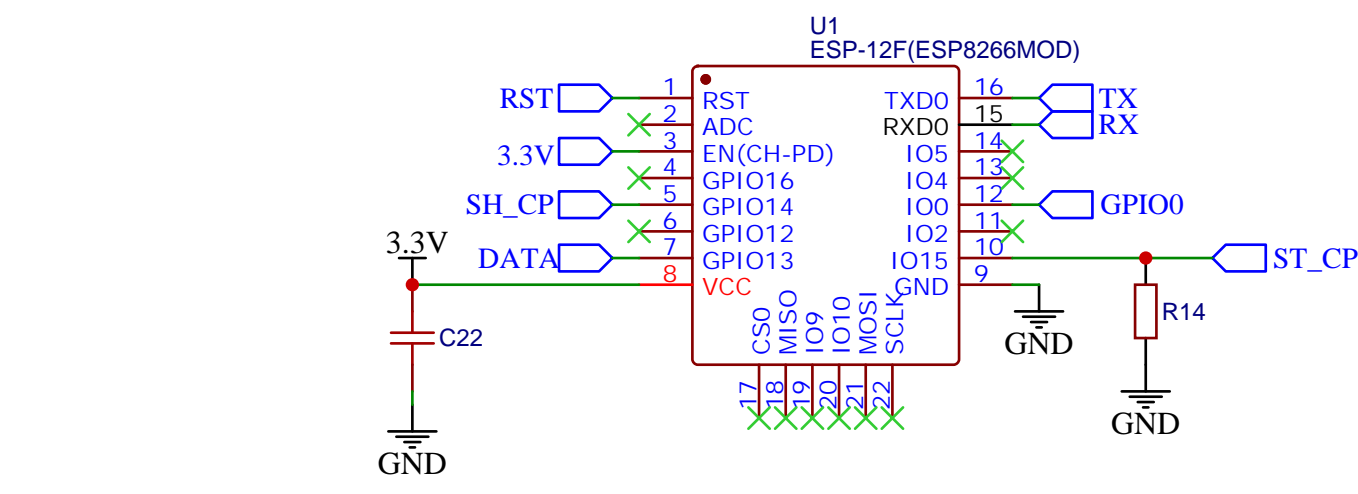 U1
ESP-12F(ESP8266MOD)
RST 1 RST TXD0 16 TX
2 ADC RXD0 15 RX
3.3V 3 EN(CH-PD) IO5 14
4 GPIO16 IO4 13
SH_CP 5 GPIO14 IO0 12 GPIO0
6 GPIO12 IO2 11
3.3V
DATA 7 GPIO13 IO15 10 ST_CP
8 VCC GND 9
C22
R14
GND
CS0 MISO IO9 IO10 MOSI SCLK
17 18 19 20 21 22
GND
GND